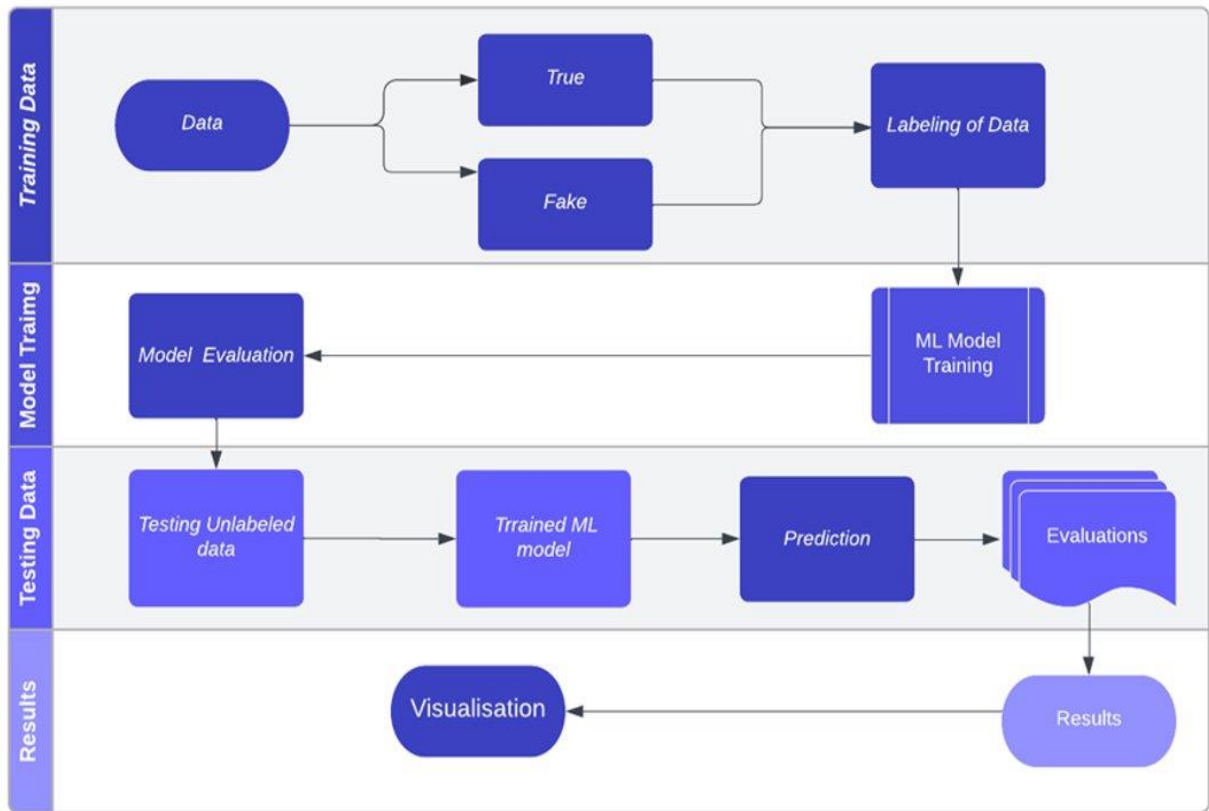 Training Data
Data
True
Fake
Labeling of Data
Model Traimg
Model Evaluation
ML Model
Training
Testing Data
Testing Unlabeled
data
Trrained ML
model
Prediction
Evaluations
Results
Visualisation
Results